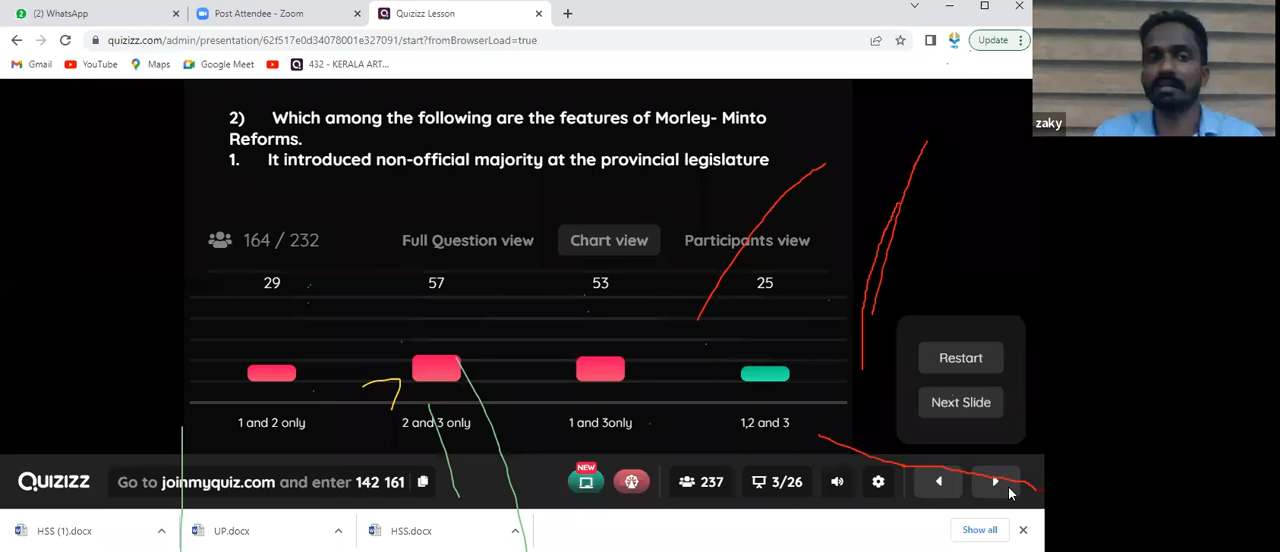 (2) WhatsApp
Post Attendee - Zoom
Quizizz Lesson
quizizz.com/admin/presentation/62f517e0d34078001e327091/start?fromBrowserLoad=true
Update
Gmail
YouTube
Maps
Google Meet
432 - KERALA ART...
zaky
2) Which among the following are the features of Morley- Minto
Reforms.
1. It introduced non-official majority at the provincial legislature
164 / 232
Full Question view
Chart view
Participants view
29 57 53 25
1 and 2 only
2 and 3 only
1 and 3only
1,2 and 3
Restart
Next Slide
QUIZIZZ
Go to joinmyquiz.com and enter 142 161
NEW
237
3/26
HSS (1).docx
UP.docx
HSS.docx
Show all